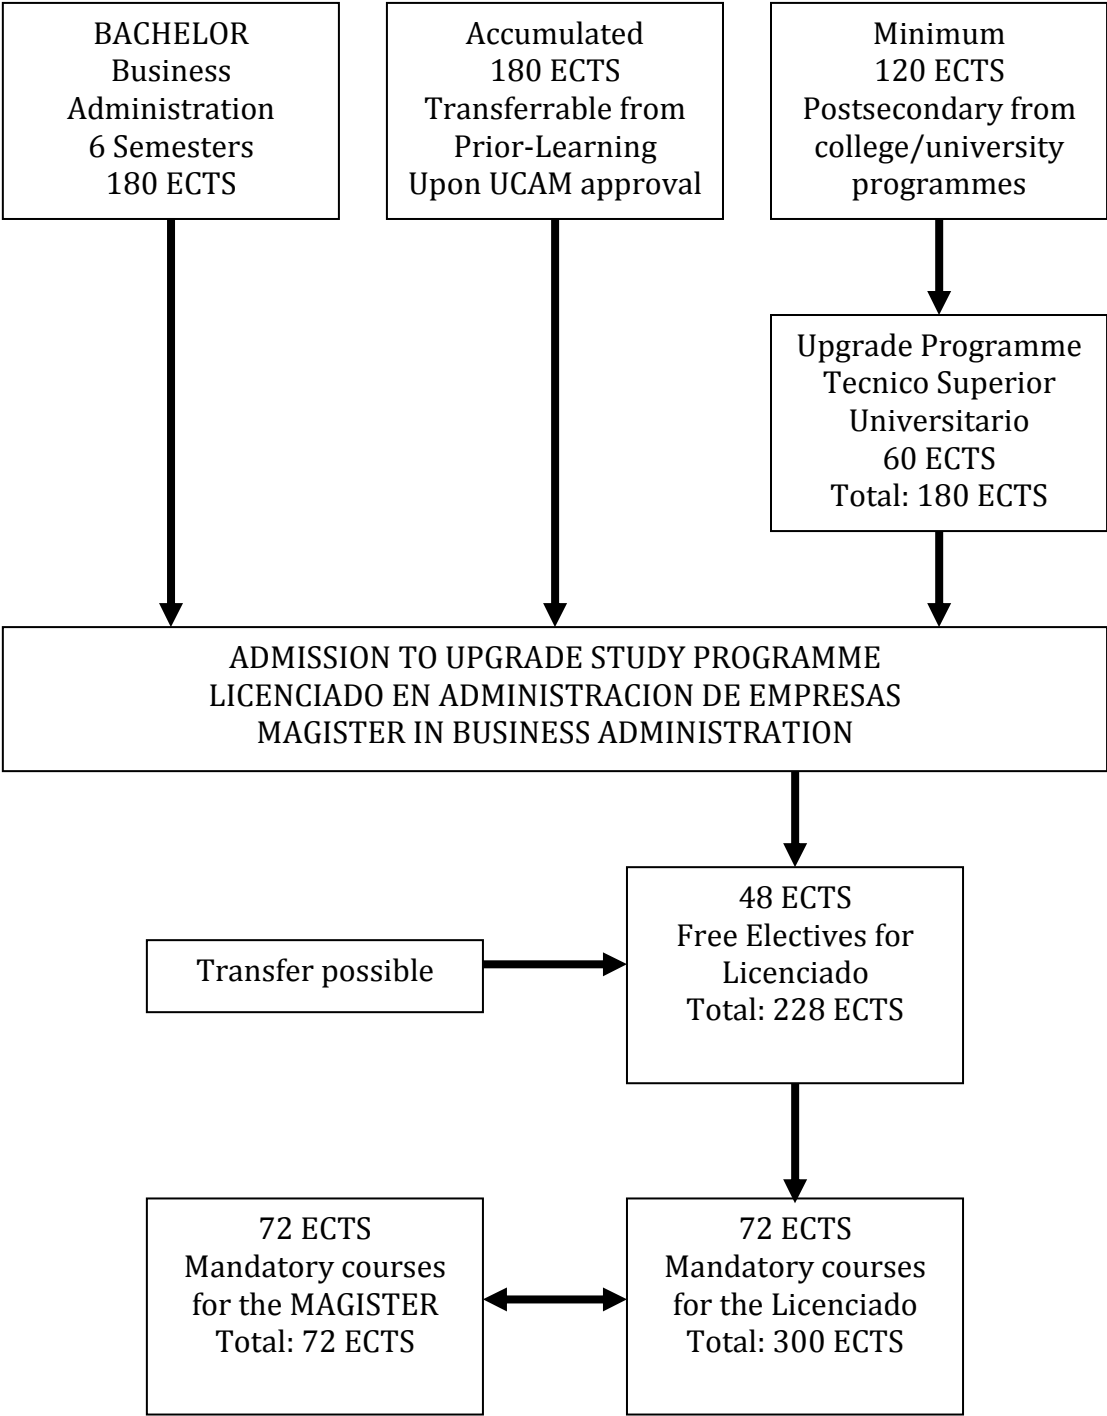 BACHELOR
Business
Administration
6 Semesters
180 ECTS
Accumulated
180 ECTS
Transferrable from
Prior-Learning
Upon UCAM approval
Minimum
120 ECTS
Postsecondary from
college/university
programmes
Upgrade Programme
Tecnico Superior
Universitario
60 ECTS
Total: 180 ECTS
ADMISSION TO UPGRADE STUDY PROGRAMME
LICENCIADO EN ADMINISTRACION DE EMPRESAS
MAGISTER IN BUSINESS ADMINISTRATION
48 ECTS
Free Electives for
Licenciado
Total: 228 ECTS
Transfer possible
72 ECTS
Mandatory courses
for the MAGISTER
Total: 72 ECTS
72 ECTS
Mandatory courses
for the Licenciado
Total: 300 ECTS